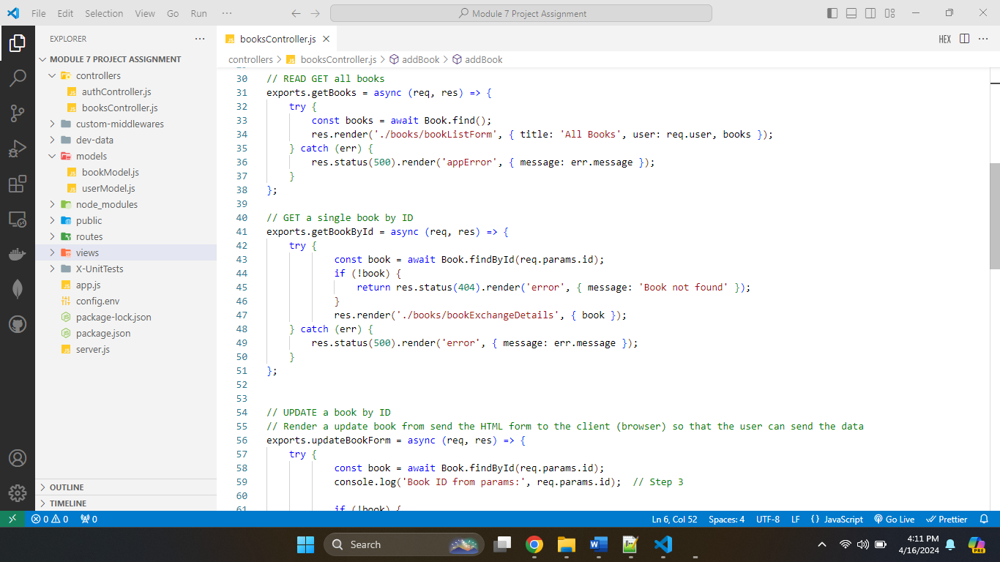 File Edit Selection View Go Run ··· Module 7 Project Assignment
EXPLORER ···
MODULE 7 PROJECT ASSIGNMENT
controllers
authController.js
booksController.js
custom-middlewares
dev-data
models
bookModel.js
userModel.js
node_modules
public
routes
views
X-UnitTests
app.js
config.env
package-lock.json
package.json
server.js
OUTLINE
TIMELINE
JS booksController.js HEX ···
controllers > JS booksController.js > addBook > addBook
30 // READ GET all books
31 exports.getBooks = async (req, res) => {
32 try {
33 const books = await Book.find();
34 res.render('./books/bookListForm', { title: 'All Books', user: req.user, books });
35 } catch (err) {
36 res.status(500).render('appError', { message: err.message });
37 }
38 };
39
40 // GET a single book by ID
41 exports.getBookById = async (req, res) => {
42 try {
43 const book = await Book.findById(req.params.id);
44 if (!book) {
45 return res.status(404).render('error', { message: 'Book not found' });
46 }
47 res.render('./books/bookExchangeDetails', { book });
48 } catch (err) {
49 res.status(500).render('error', { message: err.message });
50 }
51 };
52
53
54 // UPDATE a book by ID
55 // Render a update book from send the HTML form to the client (browser) so that the user can send the data
56 exports.updateBookForm = async (req, res) => {
57 try {
58 const book = await Book.findById(req.params.id);
59 console.log('Book ID from params:', req.params.id); // Step 3
60
61 if (!book) {
0 0 0 Ln 6, Col 52 Spaces: 4 UTF-8 LF {} JavaScript Go Live Prettier
Search
4:11 PM
4/16/2024
PRE